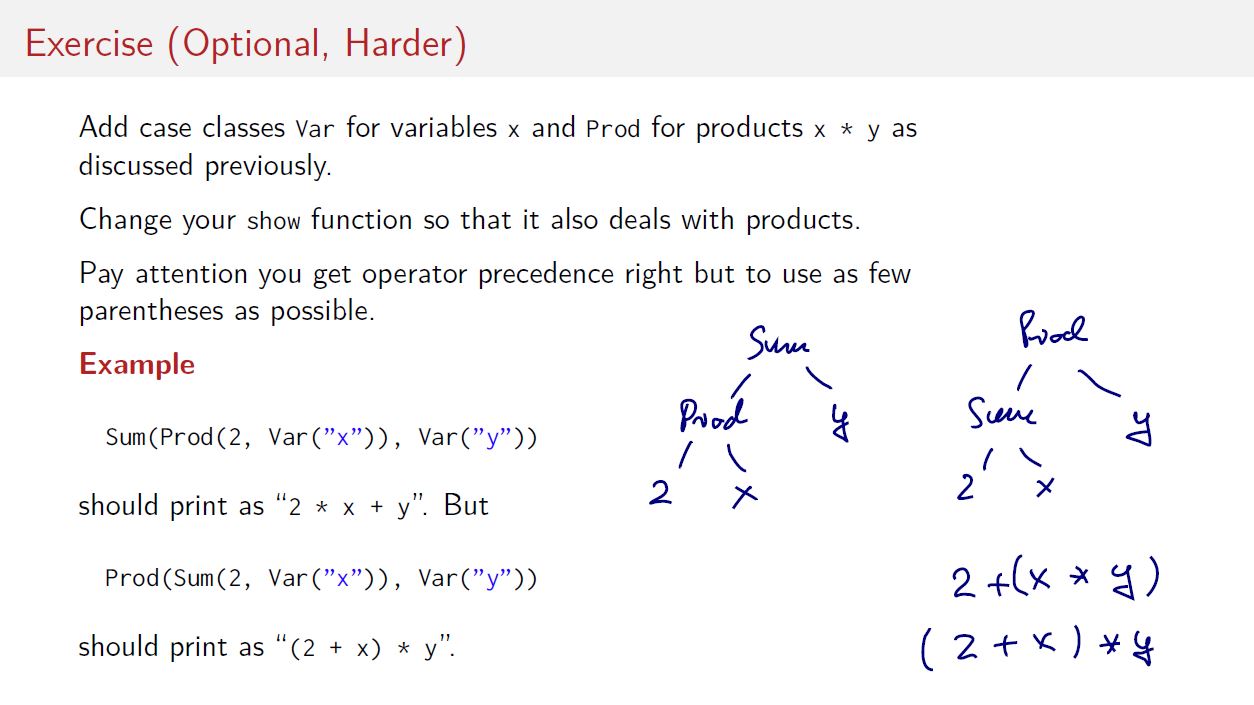 Exercise (Optional, Harder)
Add case classes Var for variables x and Prod for products x * y as
discussed previously.
Change your show function so that it also deals with products.
Pay attention you get operator precedence right but to use as few
parentheses as possible.
Example
Sum(Prod(2, Var(”x”)), Var(”y”))
should print as “2 * x + y”. But
Prod(Sum(2, Var(”x”)), Var(”y”))
should print as “(2 + x) * y”.
Sum
Prod y
2 x
Prod
Sum y
2 x
2 +(x * y)
(2 + x) * y